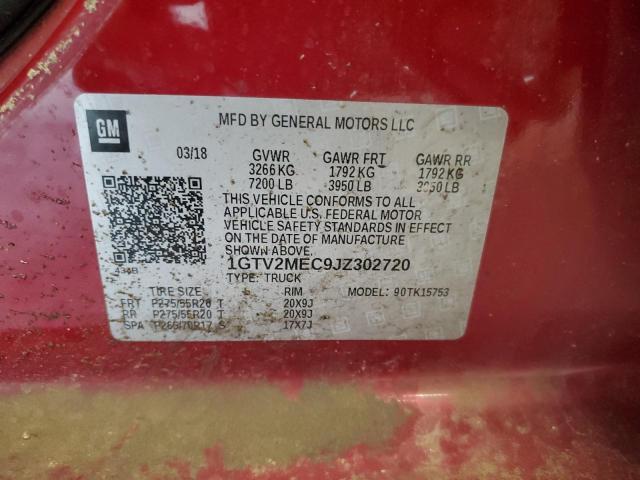 GM
MFD BY GENERAL MOTORS LLC
03/18 GVWR GAWR FRT GAWR RR
3266 KG 1792 KG 1792 KG
7200 LB 3950 LB 3950 LB
THIS VEHICLE CONFORMS TO ALL
APPLICABLE U.S. FEDERAL MOTOR
VEHICLE SAFETY STANDARDS IN EFFECT
ON THE DATE OF MANUFACTURE
SHOWN ABOVE.
1GTV2MEC9JZ302720
TYPE: TRUCK
TIRE SIZE RIM MODEL: 90TK15753
FRT P275/55R20 T 20X9J
RR P275/55R20 T 20X9J
SPA P265/70R17 S 17X7J